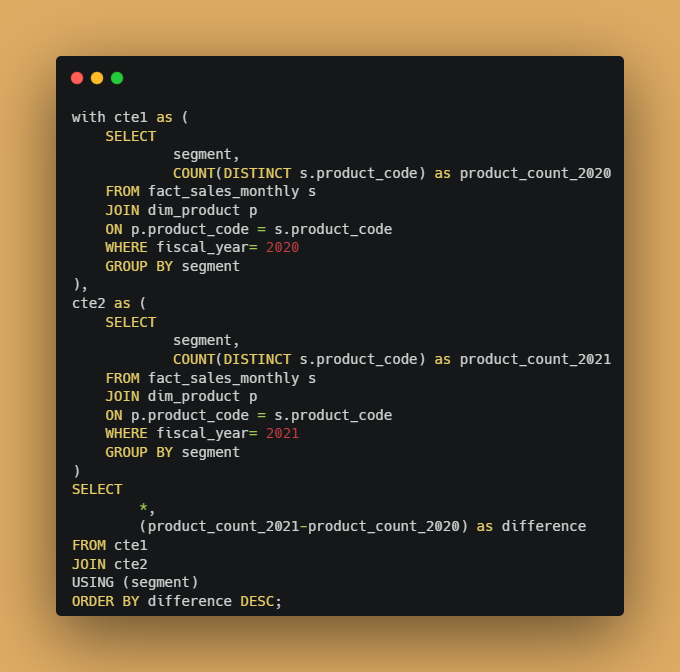 with cte1 as (
    SELECT
            segment,
            COUNT(DISTINCT s.product_code) as product_count_2020
    FROM fact_sales_monthly s
    JOIN dim_product p
    ON p.product_code = s.product_code
    WHERE fiscal_year= 2020
    GROUP BY segment
),
cte2 as (
    SELECT
            segment,
            COUNT(DISTINCT s.product_code) as product_count_2021
    FROM fact_sales_monthly s
    JOIN dim_product p
    ON p.product_code = s.product_code
    WHERE fiscal_year= 2021
    GROUP BY segment
)
SELECT
        *,
        (product_count_2021-product_count_2020) as difference
FROM cte1
JOIN cte2
USING (segment)
ORDER BY difference DESC;